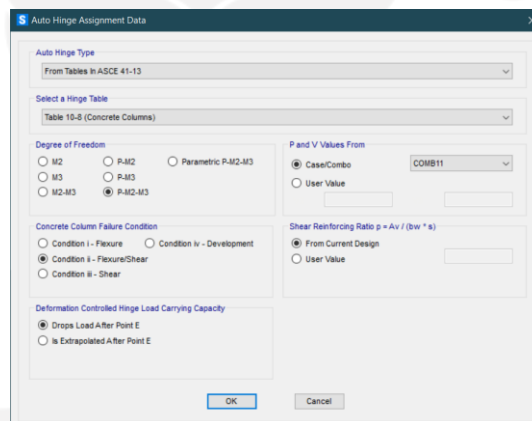 S Auto Hinge Assignment Data
Auto Hinge Type
From Tables In ASCE 41-13
Select a Hinge Table
Table 10-8 (Concrete Columns)
Degree of Freedom
M2 P-M2 Parametric P-M2-M3
M3 P-M3
M2-M3 P-M2-M3
P and V Values From
Case/Combo COMB11
User Value
Concrete Column Failure Condition
Condition i - Flexure Condition iv - Development
Condition ii - Flexure/Shear
Condition iii - Shear
Shear Reinforcing Ratio p = Av / (bw * s)
From Current Design
User Value
Deformation Controlled Hinge Load Carrying Capacity
Drops Load After Point E
Is Extrapolated After Point E
OK Cancel